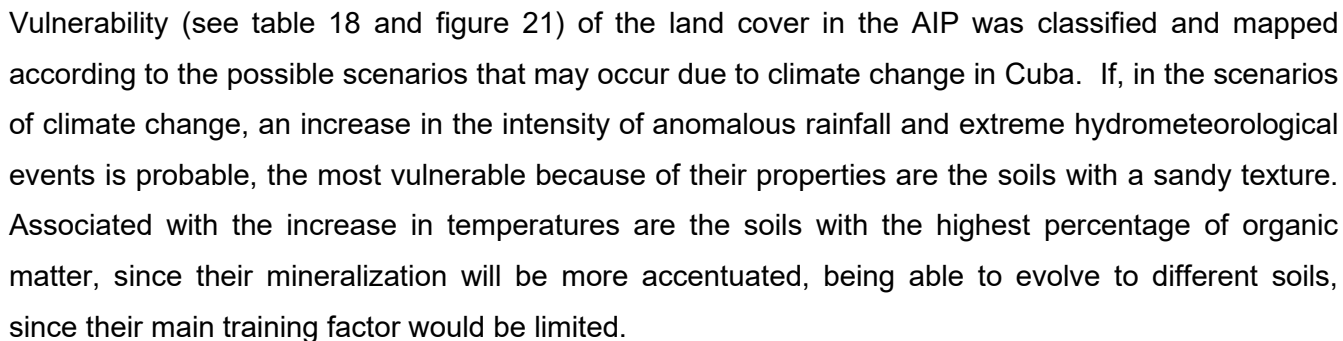 Vulnerability (see table 18 and figure 21) of the land cover in the AIP was classified and mapped
according to the possible scenarios that may occur due to climate change in Cuba. If, in the scenarios
of climate change, an increase in the intensity of anomalous rainfall and extreme hydrometeorological
events is probable, the most vulnerable because of their properties are the soils with a sandy texture.
Associated with the increase in temperatures are the soils with the highest percentage of organic
matter, since their mineralization will be more accentuated, being able to evolve to different soils,
since their main training factor would be limited.